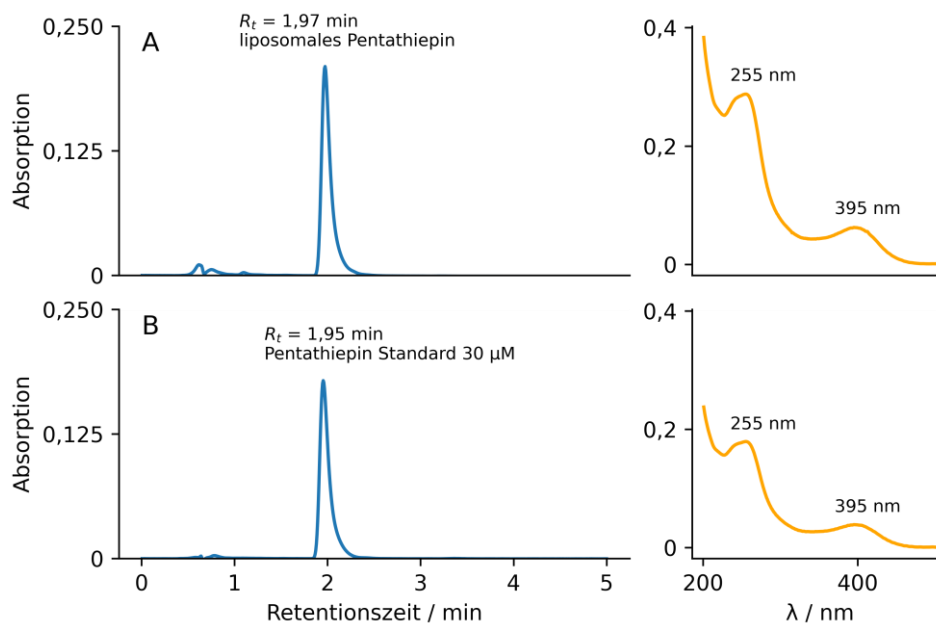 A
R_t = 1,97 min
liposomales Pentathiepin
Absorption
0,250
0,125
0
0,4
0,2
0
255 nm
395 nm
B
R_t = 1,95 min
Pentathiepin Standard 30 µM
Absorption
0,250
0,125
0
0 1 2 3 4 5
Retentionszeit / min
0,4
0,2
0
255 nm
395 nm
200 400
λ / nm